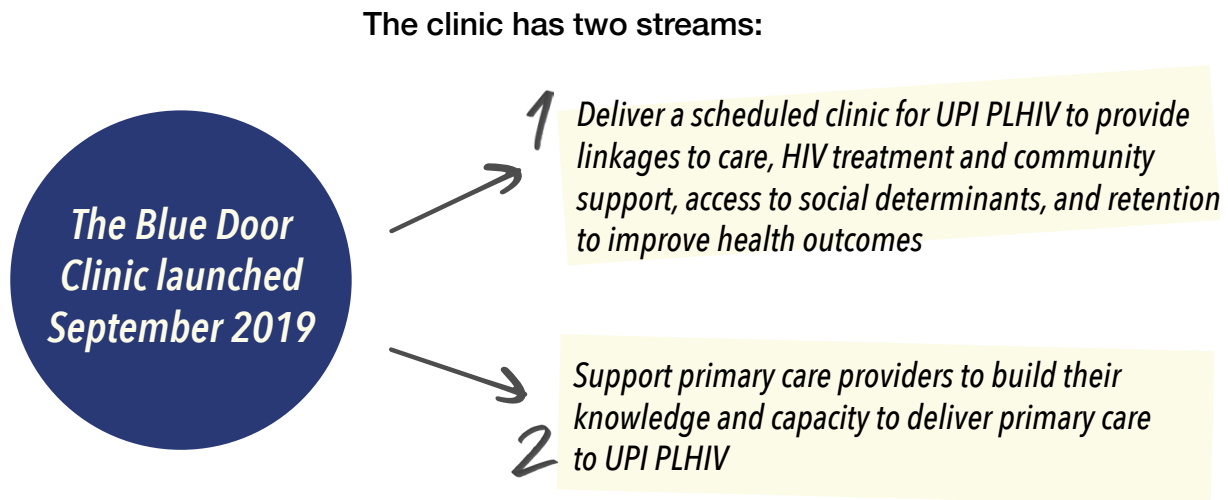 The clinic has two streams:
The Blue Door
Clinic launched
September 2019
1
Deliver a scheduled clinic for UPI PLHIV to provide
linkages to care, HIV treatment and community
support, access to social determinants, and retention
to improve health outcomes
2
Support primary care providers to build their
knowledge and capacity to deliver primary care
to UPI PLHIV